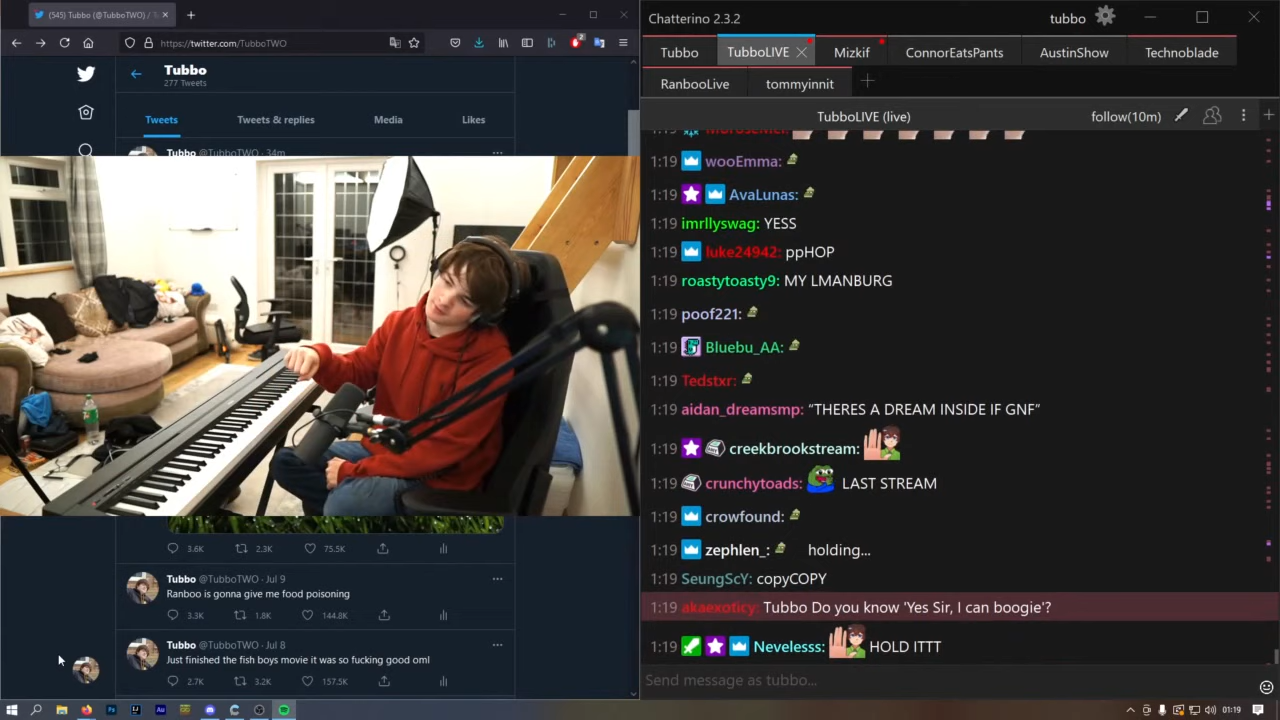 (545) Tubbo (@TubboTWO) / T
https://twitter.com/TubboTWO
2
Tubbo
277 Tweets
Tweets
Tweets & replies
Media
Likes
Tubbo @TubboTWO · 34m
3.6K
2.3K
75.5K
Tubbo @TubboTWO · Jul 9
Ranboo is gonna give me food poisoning
3.3K
1.8K
144.8K
Tubbo @TubboTWO · Jul 8
Just finished the fish boys movie it was so fucking good oml
2.7K
3.2K
157.5K
Chatterino 2.3.2
tubbo
Tubbo
TubboLIVE
Mizkif
ConnorEatsPants
AustinShow
Technoblade
RanbooLive
tommyinnit
TubboLIVE (live)
follow(10m)
1:19 wooEmma:
1:19 AvaLunas:
1:19 imrllyswag: YESS
1:19 luke24942: ppHOP
1:19 roastytoasty9: MY LMANBURG
1:19 poof221:
1:19 Bluebu_AA:
1:19 Tedstxr:
1:19 aidan_dreamsmp: “THERES A DREAM INSIDE IF GNF”
1:19 creekbrookstream:
1:19 crunchytoads: LAST STREAM
1:19 crowfound:
1:19 zephlen_: holding...
1:19 SeungScY: copyCOPY
1:19 akaexoticy: Tubbo Do you know 'Yes Sir, I can boogie'?
1:19 Nevelesss: HOLD ITTT
Send message as tubbo...
01:19